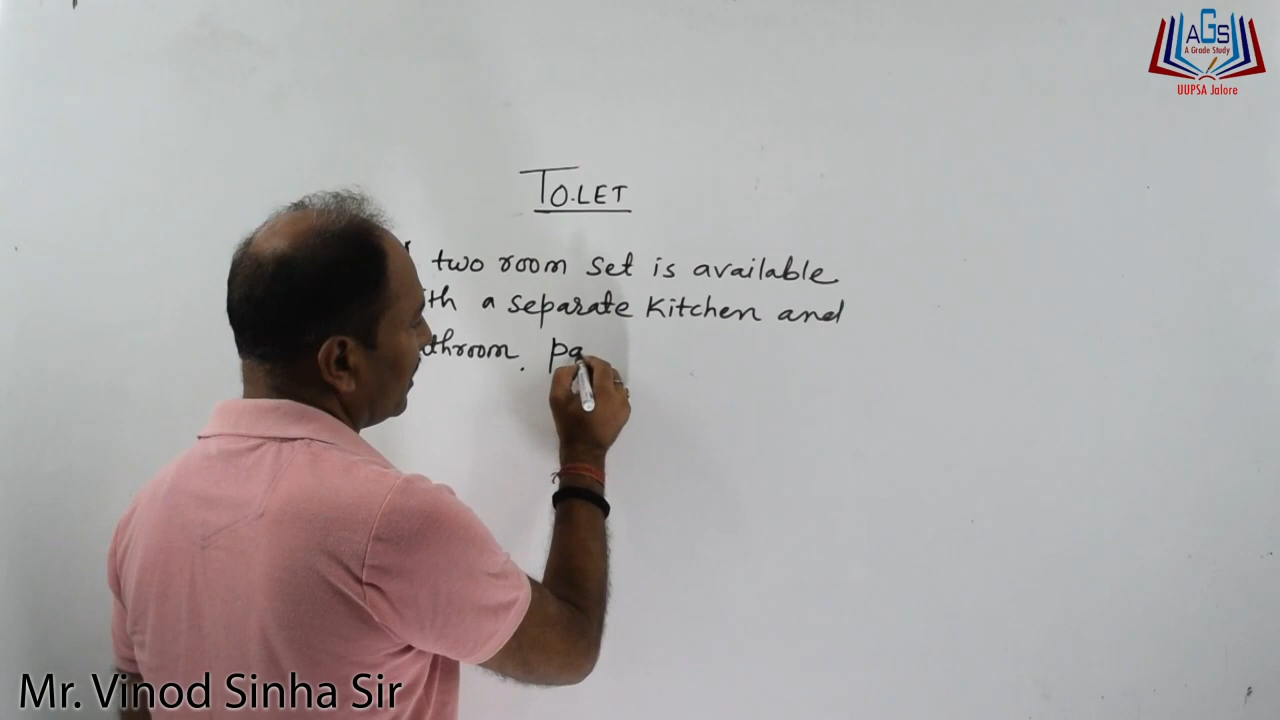 AGS
A Grade Study
UUPSA Jalore
TO.LET
two room set is available
a separate kitchen and
pa
Mr. Vinod Sinha Sir